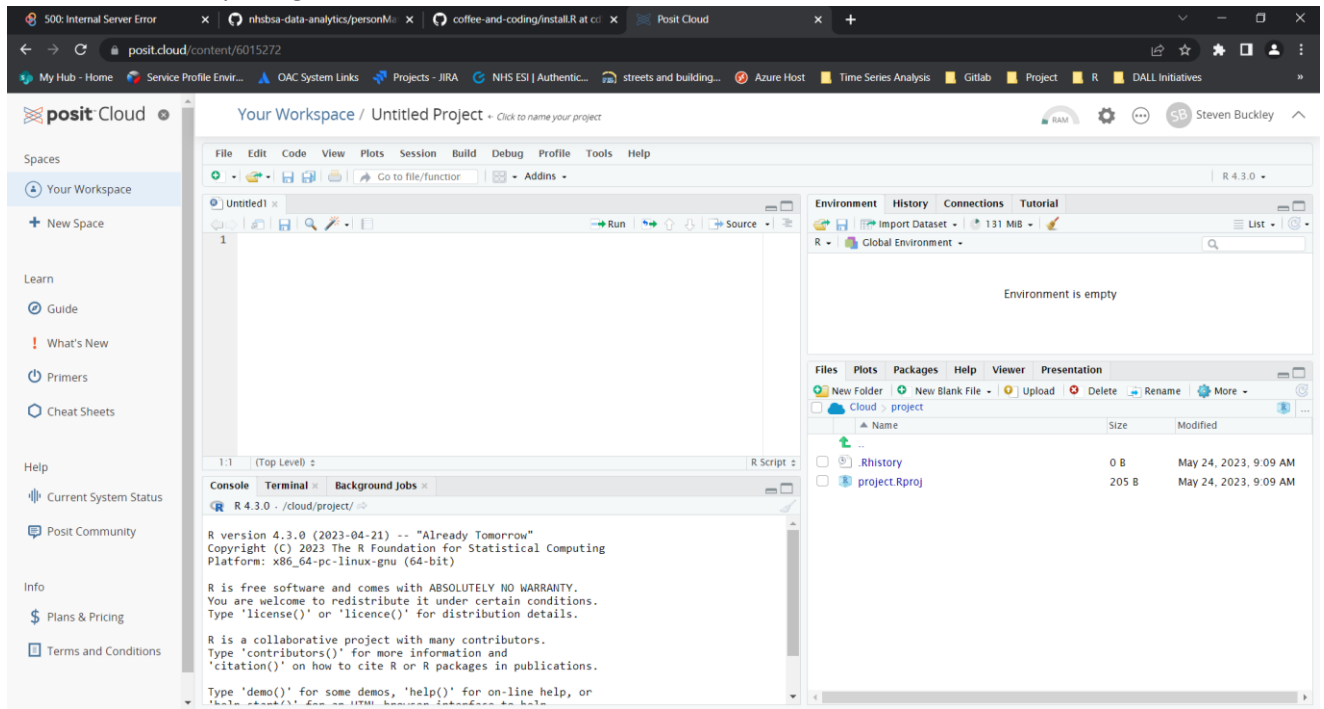 500: Internal Server Error
nhsbsa-data-analytics/personMa
coffee-and-coding/install.R at cd
Posit Cloud
posit.cloud/content/6015272
My Hub - Home
Service Profile Envir...
OAC System Links
Projects - JIRA
NHS ESI | Authentic...
streets and building...
Azure Host
Time Series Analysis
Gitlab
Project
R
DALL Initiatives
»
posit Cloud
Your Workspace / Untitled Project ← Click to name your project
RAM
SB
Steven Buckley
Spaces
Your Workspace
New Space
Learn
Guide
What's New
Primers
Cheat Sheets
Help
Current System Status
Posit Community
Info
Plans & Pricing
Terms and Conditions
File Edit Code View Plots Session Build Debug Profile Tools Help
Go to file/function
Addins
R 4.3.0
Untitled1
Run
Source
1
1:1
(Top Level)
R Script
Console Terminal Background Jobs
R 4.3.0 · /cloud/project/
R version 4.3.0 (2023-04-21) -- "Already Tomorrow"
Copyright (C) 2023 The R Foundation for Statistical Computing
Platform: x86_64-pc-linux-gnu (64-bit)
R is free software and comes with ABSOLUTELY NO WARRANTY.
You are welcome to redistribute it under certain conditions.
Type 'license()' or 'licence()' for distribution details.
R is a collaborative project with many contributors.
Type 'contributors()' for more information and
'citation()' on how to cite R or R packages in publications.
Type 'demo()' for some demos, 'help()' for on-line help, or
'help.start()' for an HTML browser interface to help.
Environment History Connections Tutorial
Import Dataset
131 MiB
List
R
Global Environment
Environment is empty
Files Plots Packages Help Viewer Presentation
New Folder
New Blank File
Upload
Delete
Rename
More
Cloud > project
...
Name Size Modified
..
.Rhistory 0 B May 24, 2023, 9:09 AM
project.Rproj 205 B May 24, 2023, 9:09 AM